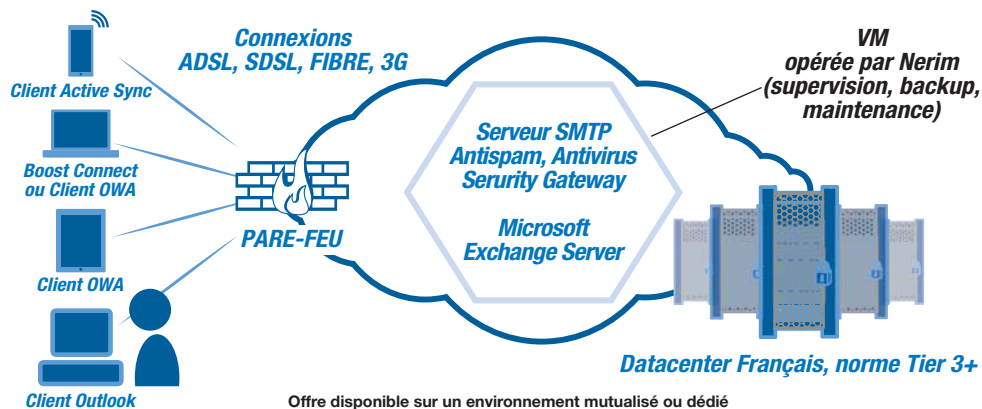 Connexions
ADSL, SDSL, FIBRE, 3G
VM
opérée par Nerim
(supervision, backup,
maintenance)
Client Active Sync
Boost Connect
ou Client OWA
Client OWA
Client Outlook
PARE-FEU
Serveur SMTP
Antispam, Antivirus
Serurity Gateway
Microsoft
Exchange Server
Datacenter Français, norme Tier 3+
Offre disponible sur un environnement mutualisé ou dédié